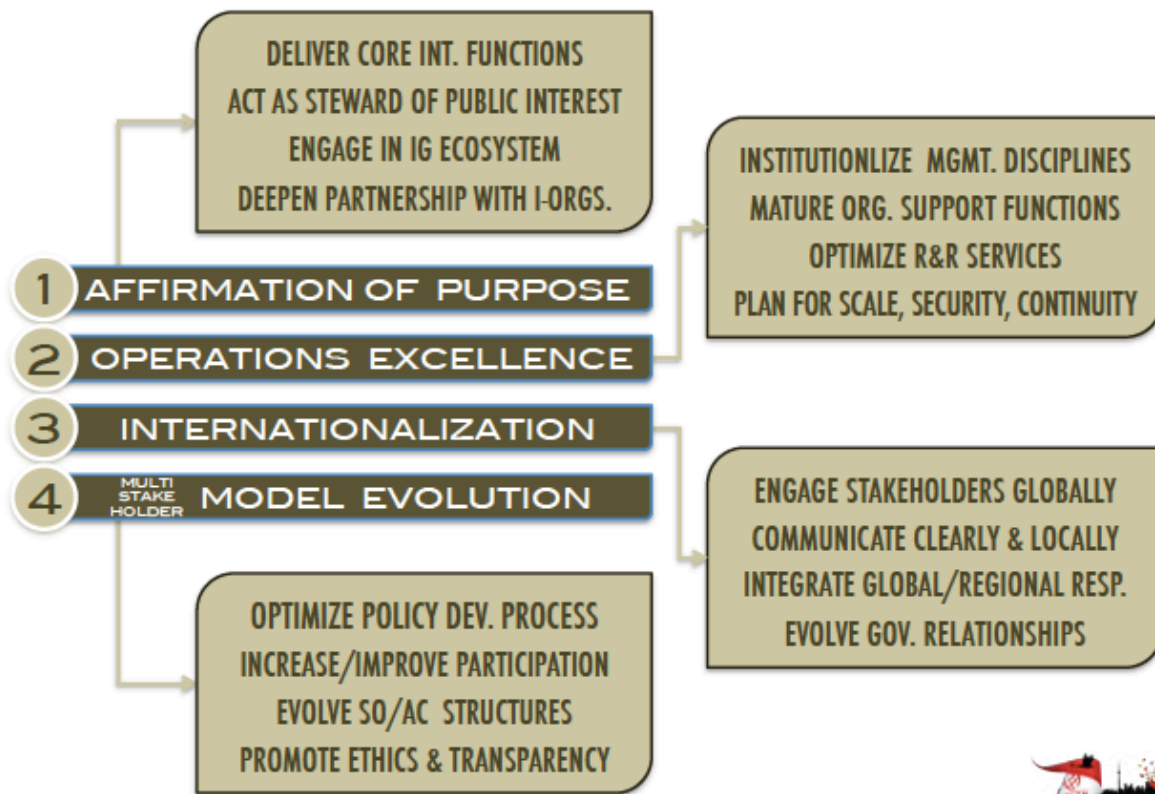 DELIVER CORE INT. FUNCTIONS
ACT AS STEWARD OF PUBLIC INTEREST
ENGAGE IN IG ECOSYSTEM
DEEPEN PARTNERSHIP WITH I-ORGS.
INSTITUTIONLIZE MGMT. DISCIPLINES
MATURE ORG. SUPPORT FUNCTIONS
OPTIMIZE R&R SERVICES
PLAN FOR SCALE, SECURITY, CONTINUITY
1 AFFIRMATION OF PURPOSE
2 OPERATIONS EXCELLENCE
3 INTERNATIONALIZATION
4 MULTI STAKE HOLDER MODEL EVOLUTION
ENGAGE STAKEHOLDERS GLOBALLY
COMMUNICATE CLEARLY & LOCALLY
INTEGRATE GLOBAL/REGIONAL RESP.
EVOLVE GOV. RELATIONSHIPS
OPTIMIZE POLICY DEV. PROCESS
INCREASE/IMPROVE PARTICIPATION
EVOLVE SO/AC STRUCTURES
PROMOTE ETHICS & TRANSPARENCY